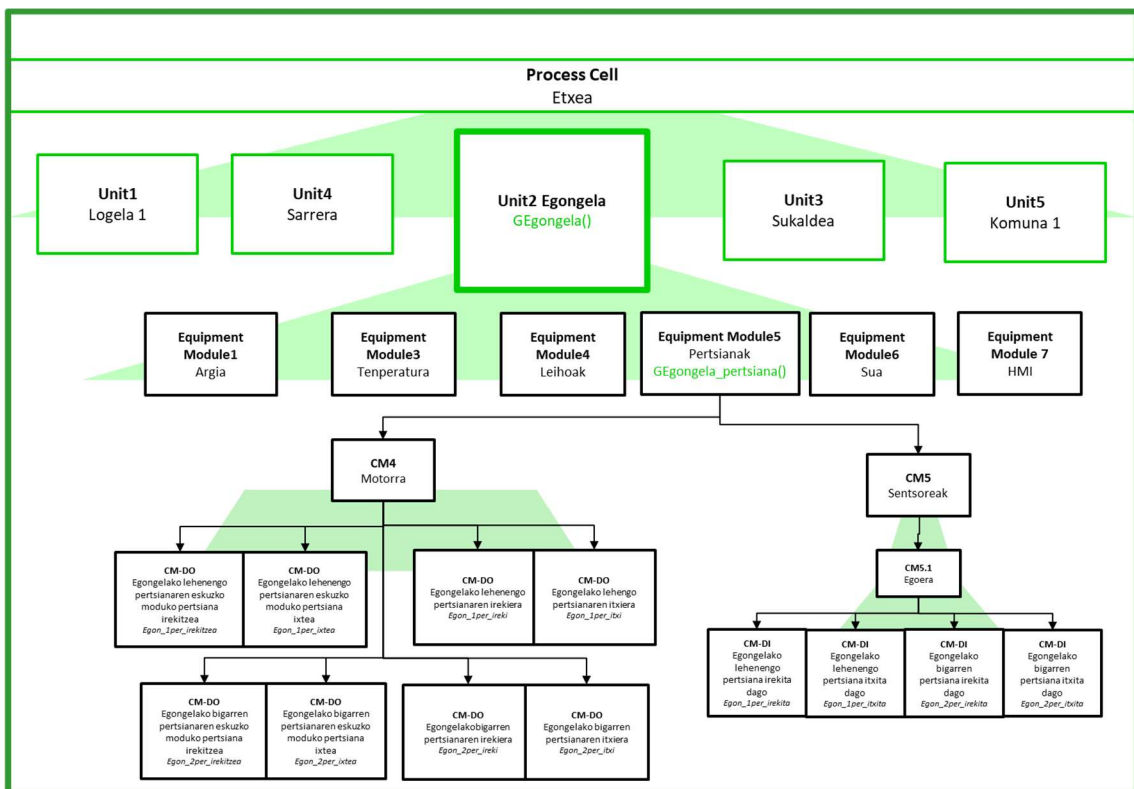 Process Cell
Etxea
Unit1
Logela 1
Unit4
Sarrera
Unit2 Egongela
GEgongela()
Unit3
Sukaldea
Unit5
Komuna 1
Equipment
Module1
Argia
Equipment
Module3
Tenperatura
Equipment
Module4
Leihoak
Equipment Module5
Pertsianak
GEgongela_pertsiana()
Equipment
Module6
Sua
Equipment
Module 7
HMI
CM4
Motorra
CM5
Sentsoreak
CM5.1
Egoera
CM-DO
Egongelako lehenengo
pertsianaren eskuzko
moduko pertsiana
irekitzea
Egon_1per_irekitzea
CM-DO
Egongelako lehenengo
pertsianaren eskuzko
moduko pertsiana
ixtea
Egon_1per_ixtea
CM-DO
Egongelako lehenengo
pertsianaren irekiera
Egon_1per_ireki
CM-DO
Egongelako lehengo
pertsianaren itxiera
Egon_1per_itxi
CM-DI
Egongelako
lehenengo
pertsiana irekita
dago
Egon_1per_irekita
CM-DI
Egongelako
lehenengo
pertsiana itxita
dago
Egon_1per_itxita
CM-DI
Egongelako
bigarren
pertsiana irekita
dago
Egon_2per_irekita
CM-DI
Egongelako
bigarren
pertsiana itxita
dago
Egon_2per_itxita
CM-DO
Egongelako bigarren
pertsianaren eskuzko
moduko pertsiana
irekitzea
Egon_2per_irekitzea
CM-DO
Egongelako bigarren
pertsianaren eskuzko
moduko pertsiana
ixtea
Egon_2per_ixtea
CM-DO
Egongelakobigarren
pertsianaren irekiera
Egon_2per_ireki
CM-DO
Egongelako bigarren
pertsianaren itxiera
Egon_2per_itxi